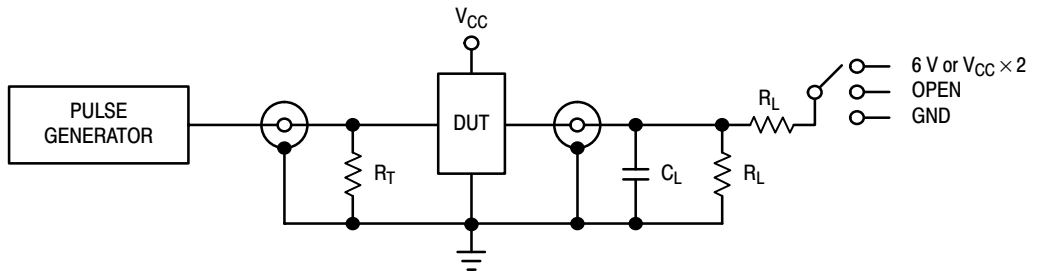 V_CC
PULSE
GENERATOR
R_T
DUT
C_L
R_L
R_L
6 V or V_CC × 2
OPEN
GND